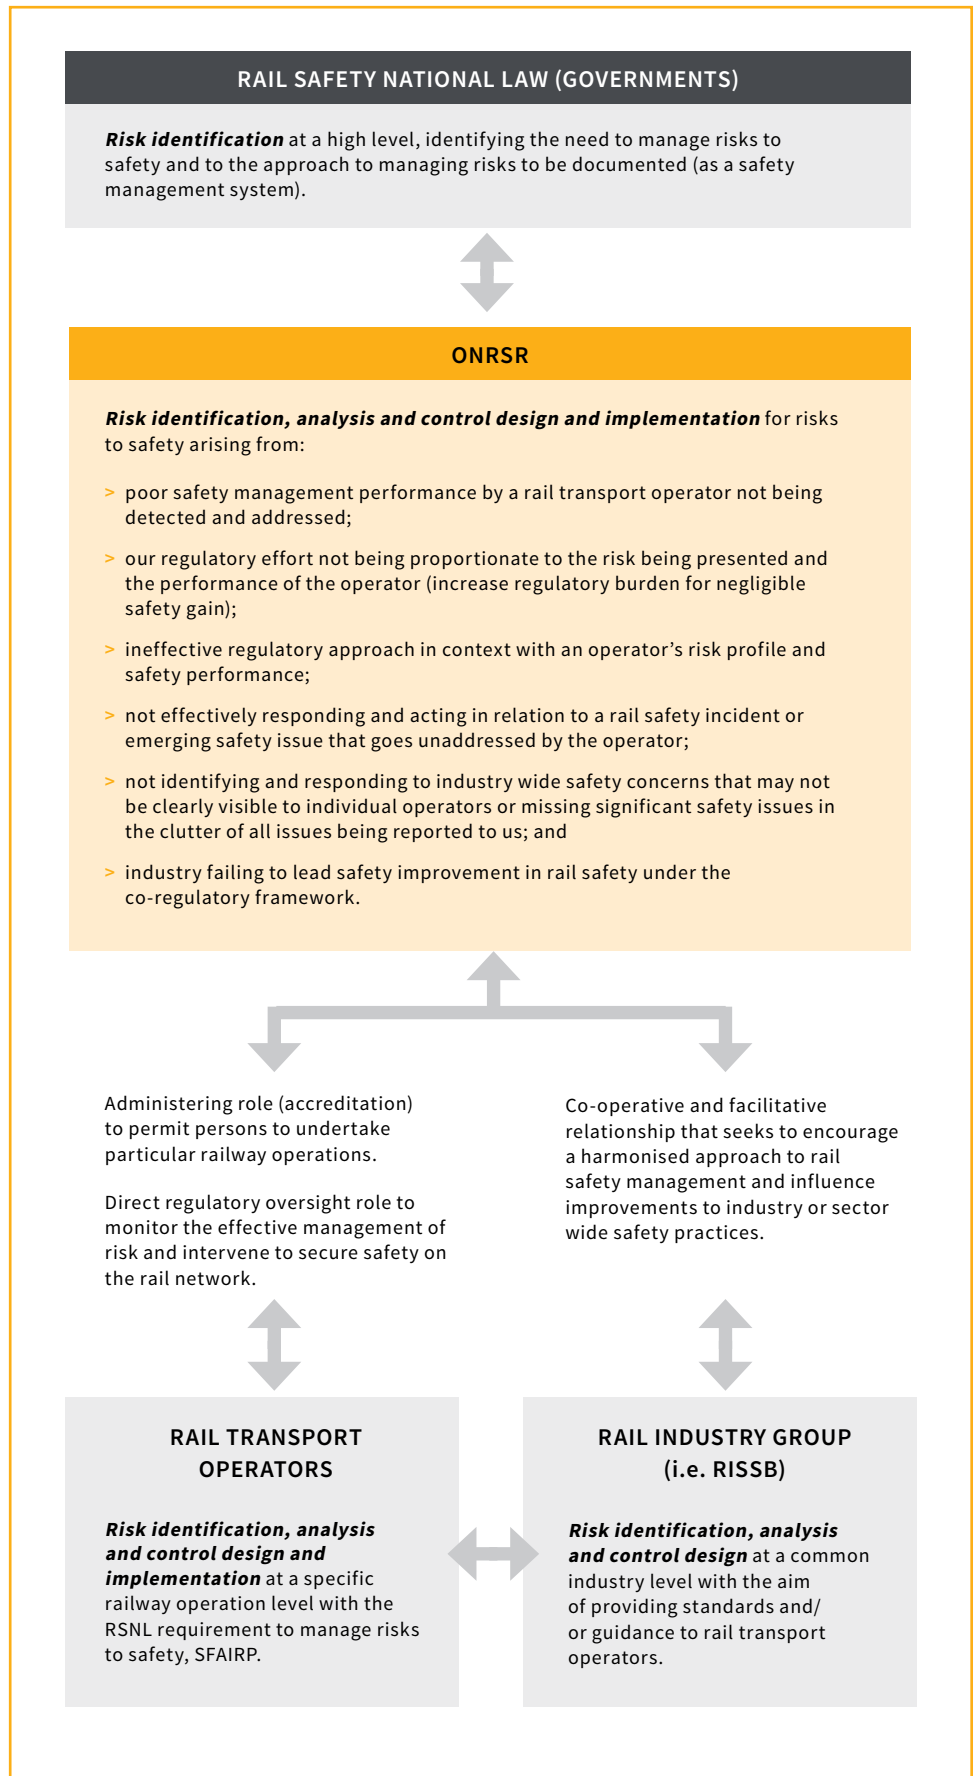 RAIL SAFETY NATIONAL LAW (GOVERNMENTS)
Risk identification at a high level, identifying the need to manage risks to
safety and to the approach to managing risks to be documented (as a safety
management system).
ONRSR
Risk identification, analysis and control design and implementation for risks
to safety arising from:
> poor safety management performance by a rail transport operator not being
detected and addressed;
> our regulatory effort not being proportionate to the risk being presented and
the performance of the operator (increase regulatory burden for negligible
safety gain);
> ineffective regulatory approach in context with an operator’s risk profile and
safety performance;
> not effectively responding and acting in relation to a rail safety incident or
emerging safety issue that goes unaddressed by the operator;
> not identifying and responding to industry wide safety concerns that may not
be clearly visible to individual operators or missing significant safety issues in
the clutter of all issues being reported to us; and
> industry failing to lead safety improvement in rail safety under the
co-regulatory framework.
Administering role (accreditation)
to permit persons to undertake
particular railway operations.
Direct regulatory oversight role to
monitor the effective management of
risk and intervene to secure safety on
the rail network.
Co-operative and facilitative
relationship that seeks to encourage
a harmonised approach to rail
safety management and influence
improvements to industry or sector
wide safety practices.
RAIL TRANSPORT
OPERATORS
Risk identification, analysis
and control design and
implementation at a specific
railway operation level with the
RSNL requirement to manage risks
to safety, SFAIRP.
RAIL INDUSTRY GROUP
(i.e. RISSB)
Risk identification, analysis
and control design at a common
industry level with the aim
of providing standards and/
or guidance to rail transport
operators.